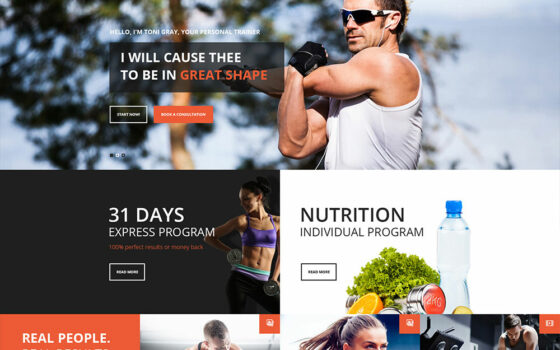 HELLO, I'M TONI GRAY, YOUR PERSONAL TRAINER
I WILL CAUSE THEE
TO BE IN GREAT SHAPE
START NOW!
BOOK A CONSULTATION
31 DAYS
EXPRESS PROGRAM
100% perfect results or money back
READ MORE
NUTRITION
INDIVIDUAL PROGRAM
READ MORE
REAL PEOPLE.